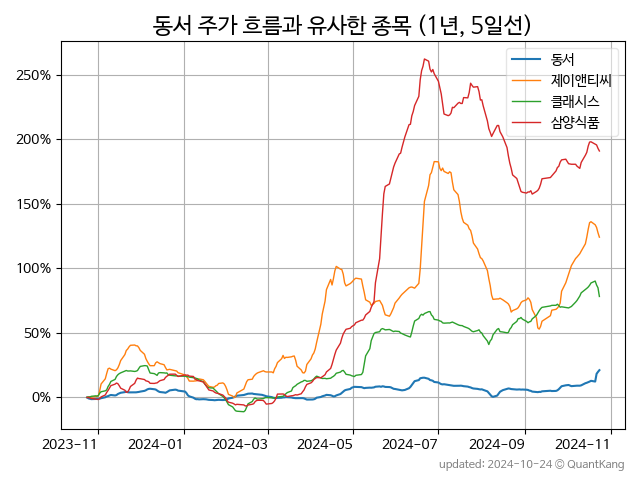 동서 주가 흐름과 유사한 종목 (1년, 5일선)
동서
제이앤티씨
클래시스
삼양식품
250%
200%
150%
100%
50%
0%
2023-11
2024-01
2024-03
2024-05
2024-07
2024-09
2024-11
updated: 2024-10-24 © QuantKang